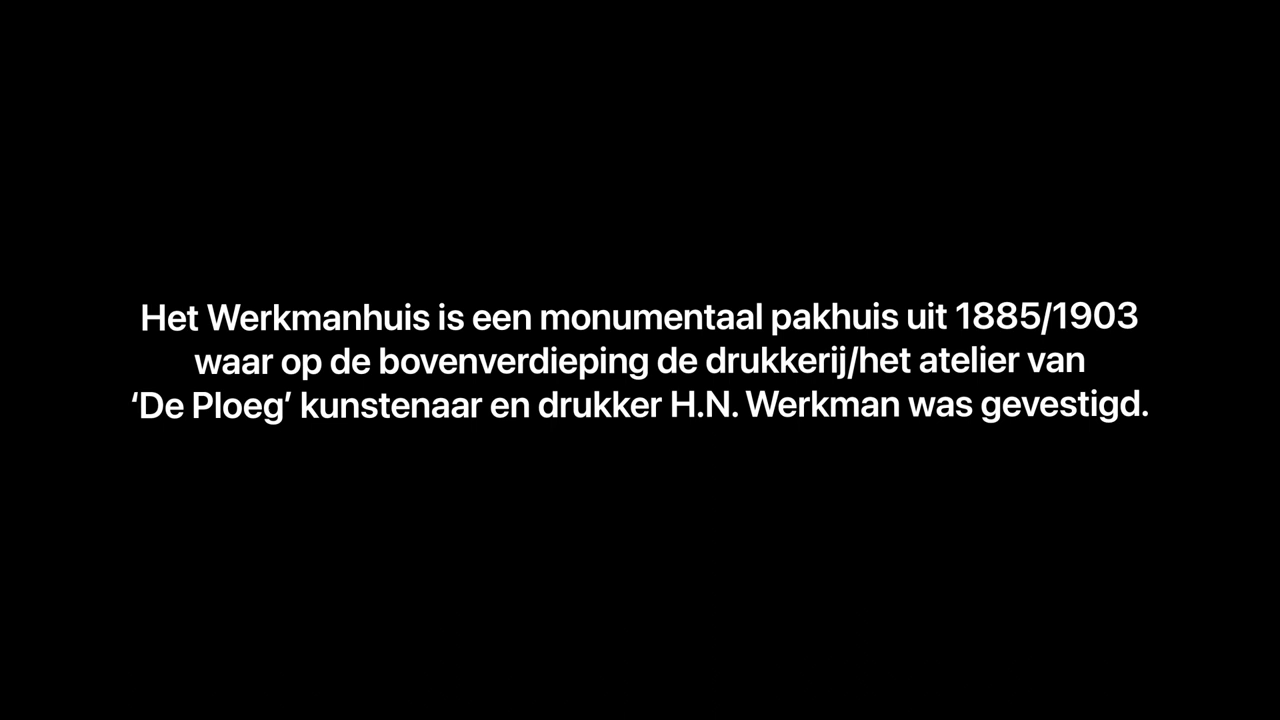 Het Werkmanhuis is een monumentaal pakhuis uit 1885/1903
waar op de bovenverdieping de drukkerij/het atelier van
‘De Ploeg’ kunstenaar en drukker H.N. Werkman was gevestigd.